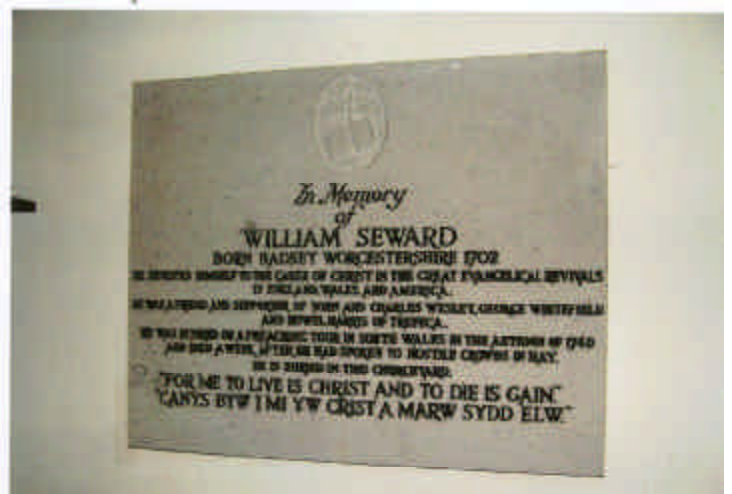 In Memory
of
WILLIAM SEWARD
BORN BADSEY WORCESTERSHIRE 1702
HE DEVOTED HIMSELF TO THE CAUSE OF CHRIST IN THE GREAT EVANGELICAL REVIVALS
IN ENGLAND, WALES AND AMERICA.
HE WAS A FRIEND AND SUPPORTER OF JOHN AND CHARLES WESLEY, GEORGE WHITEFIELD
AND HOWEL HARRIS OF TREFECA.
HE WAS ON A PREACHING TOUR IN SOUTH WALES IN THE AUTUMN OF 1740
AND DIED A WEEK AFTER HE HAD SPOKEN TO HOSTILE CROWDS IN HAY.
HE IS BURIED IN THIS CHURCHYARD.
"FOR ME TO LIVE IS CHRIST AND TO DIE IS GAIN."
"CANYS BYW I MI YW CRIST A MARW SYDD ELW."